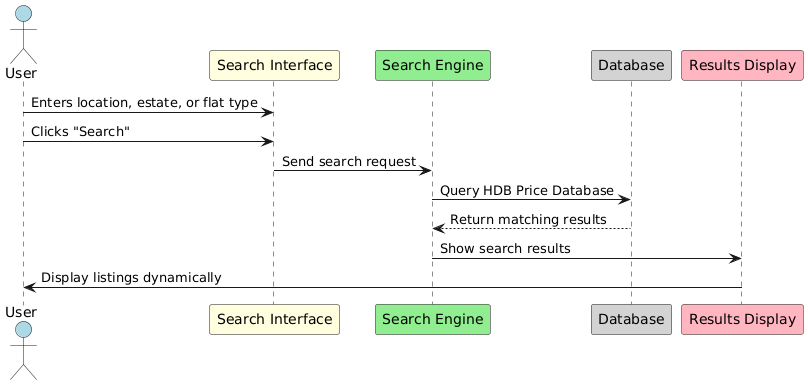 User
Search Interface
Search Engine
Database
Results Display
Enters location, estate, or flat type
Clicks "Search"
Send search request
Query HDB Price Database
Return matching results
Show search results
Display listings dynamically
User
Search Interface
Search Engine
Database
Results Display